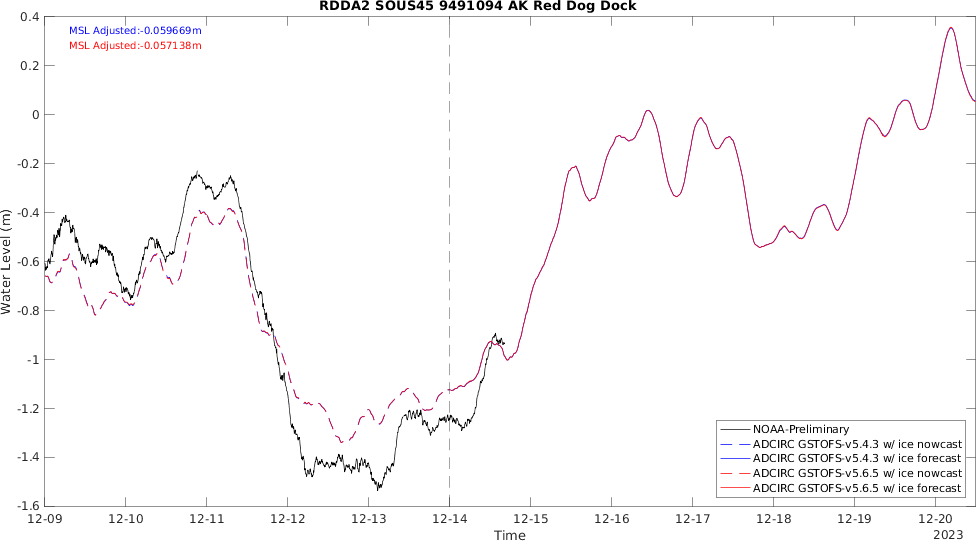 RDDA2 SOUS45 9491094 AK Red Dog Dock
MSL Adjusted:-0.059669m
MSL Adjusted:-0.057138m
0.4
0.2
0
-0.2
-0.4
-0.6
-0.8
-1
-1.2
-1.4
-1.6
Water Level (m)
NOAA-Preliminary
ADCIRC GSTOFS-v5.4.3 w/ ice nowcast
ADCIRC GSTOFS-v5.4.3 w/ ice forecast
ADCIRC GSTOFS-v5.6.5 w/ ice nowcast
ADCIRC GSTOFS-v5.6.5 w/ ice forecast
12-09 12-10 12-11 12-12 12-13 12-14 12-15 12-16 12-17 12-18 12-19 12-20
Time
2023